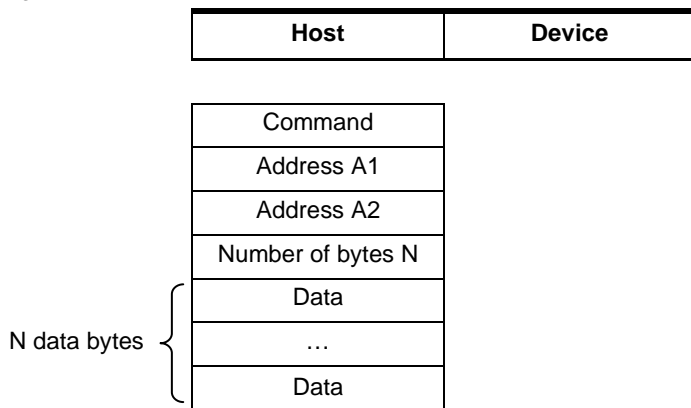 Host Device
Command
Address A1
Address A2
Number of bytes N
Data
N data bytes …
Data